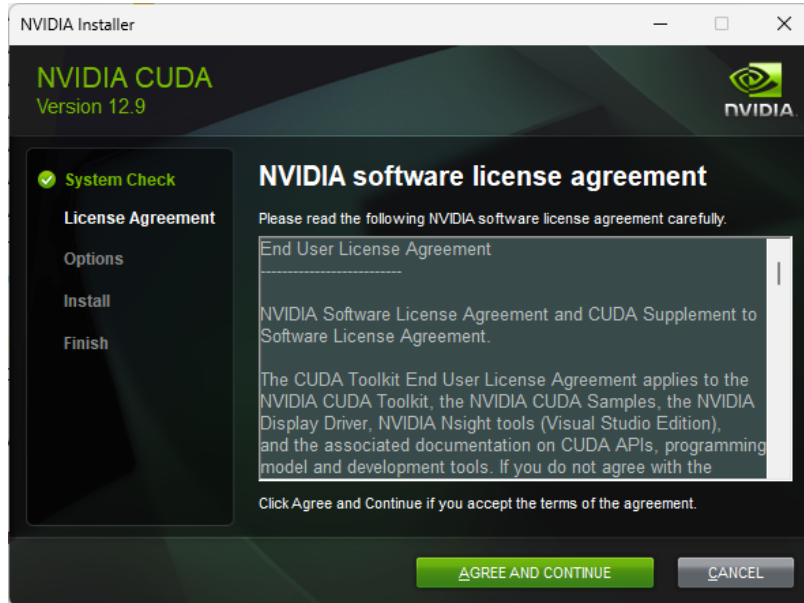 NVIDIA Installer
NVIDIA CUDA
Version 12.9
NVIDIA.
System Check
License Agreement
Options
Install
Finish
NVIDIA software license agreement
Please read the following NVIDIA software license agreement carefully.
End User License Agreement
--------------------------
NVIDIA Software License Agreement and CUDA Supplement to
Software License Agreement.
The CUDA Toolkit End User License Agreement applies to the
NVIDIA CUDA Toolkit, the NVIDIA CUDA Samples, the NVIDIA
Display Driver, NVIDIA Nsight tools (Visual Studio Edition),
and the associated documentation on CUDA APIs, programming
model and development tools. If you do not agree with the
Click Agree and Continue if you accept the terms of the agreement.
AGREE AND CONTINUE
CANCEL